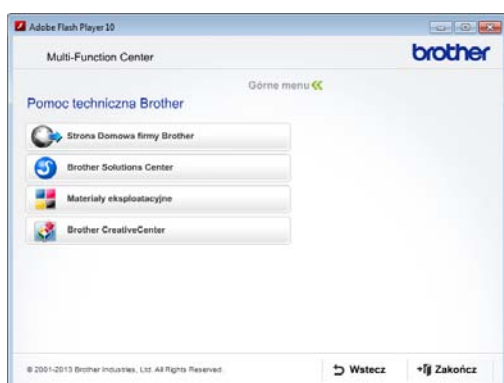 Adobe Flash Player 10
Multi-Function Center
brother
Górne menu
Pomoc techniczna Brother
Strona Domowa firmy Brother
Brother Solutions Center
Materiały eksploatacyjne
Brother CreativeCenter
© 2001-2013 Brother Industries, Ltd. All Rights Reserved.
Wstecz
Zakończ